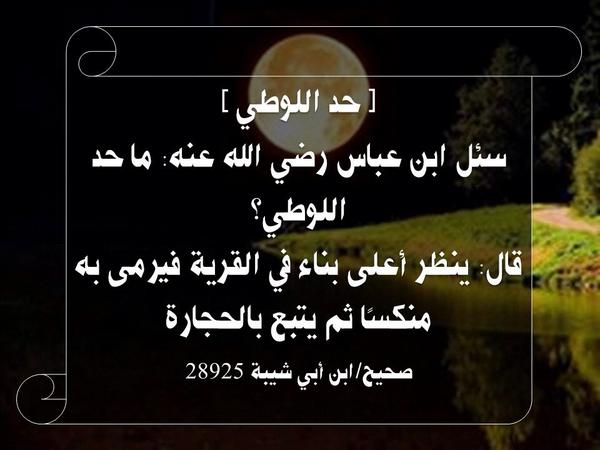 [ حد اللوطي ]
سئل ابن عباس رضي الله عنه: ما حد
اللوطي؟
قال: ينظر أعلى بناء في القرية فيرمى به
منكسًا ثم يتبع بالحجارة
صحيح/ابن أبي شيبة 28925